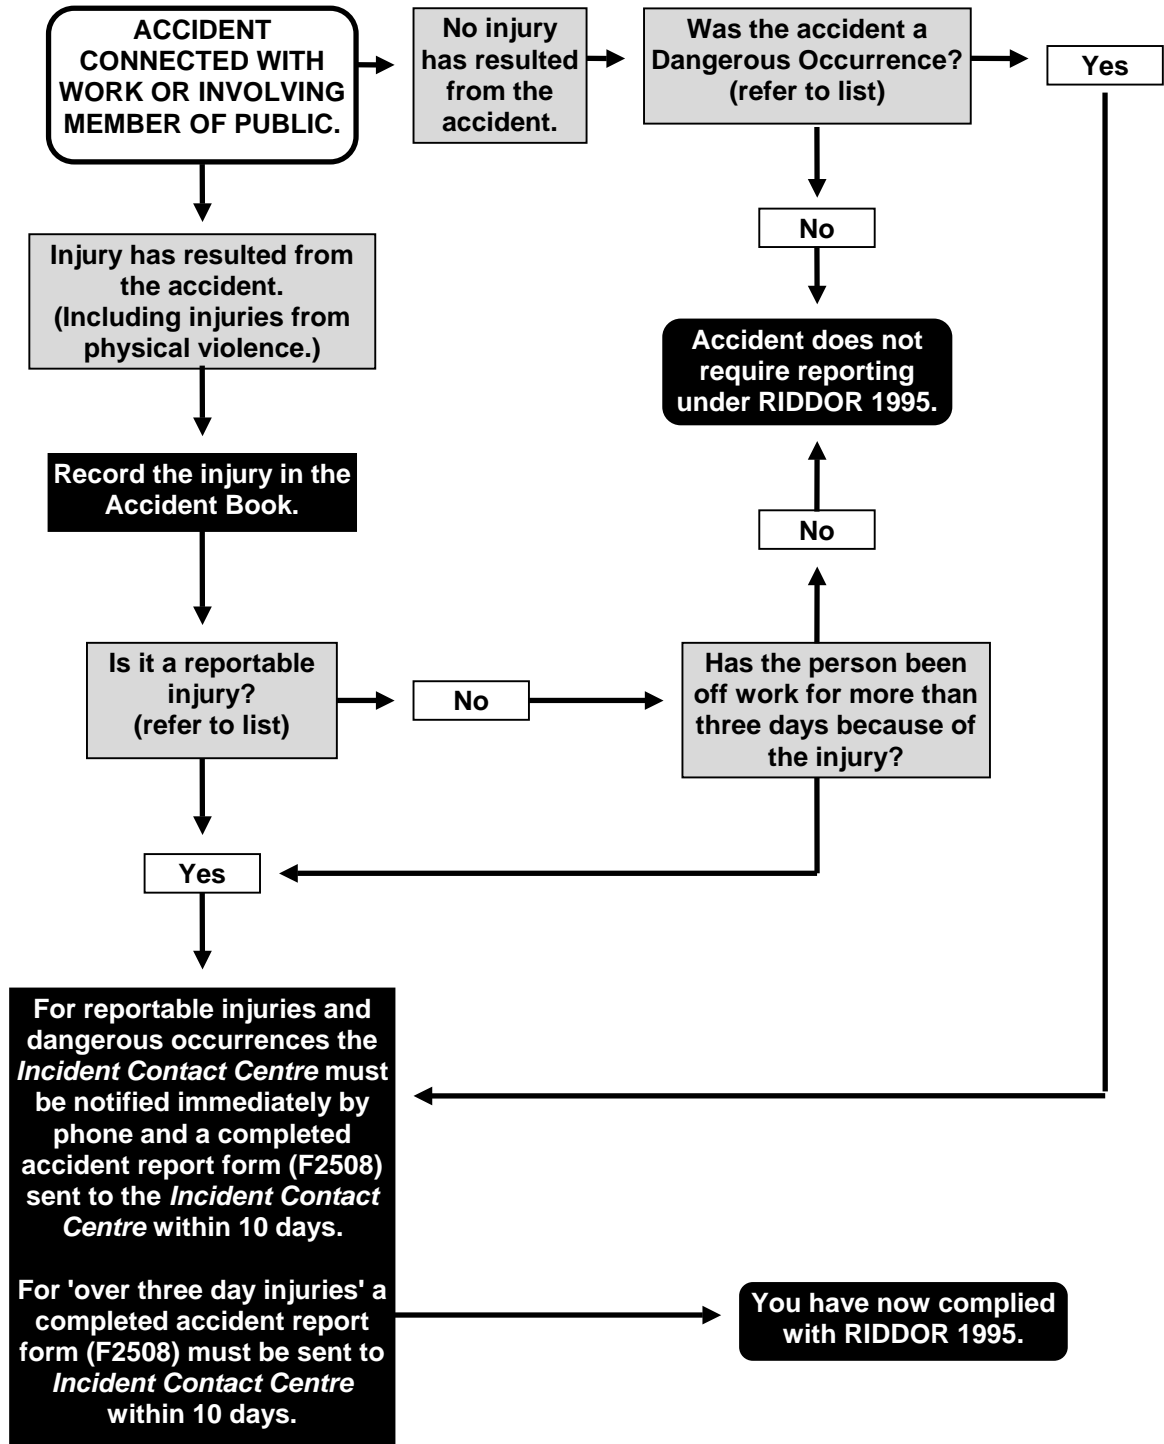 ACCIDENT
CONNECTED WITH
WORK OR INVOLVING
MEMBER OF PUBLIC.
No injury
has resulted
from the
accident.
Was the accident a
Dangerous Occurrence?
(refer to list)
Yes
No
Injury has resulted from
the accident.
(Including injuries from
physical violence.)
Accident does not
require reporting
under RIDDOR 1995.
Record the injury in the
Accident Book.
No
Is it a reportable
injury?
(refer to list)
No
Has the person been
off work for more than
three days because of
the injury?
Yes
For reportable injuries and
dangerous occurrences the
Incident Contact Centre must
be notified immediately by
phone and a completed
accident report form (F2508)
sent to the Incident Contact
Centre within 10 days.
For 'over three day injuries' a
completed accident report
form (F2508) must be sent to
Incident Contact Centre
within 10 days.
You have now complied
with RIDDOR 1995.